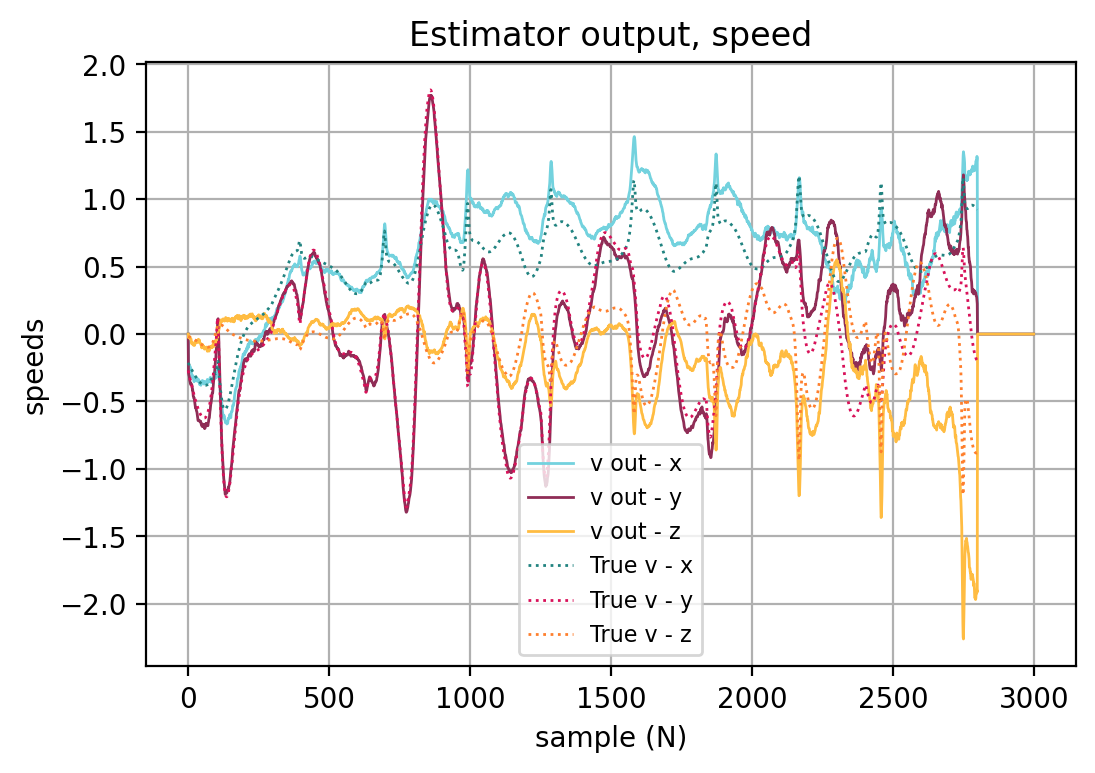 Estimator output, speed
2.0
1.5
1.0
0.5
0.0
−0.5
−1.0
−1.5
−2.0
speeds
v out - x
v out - y
v out - z
True v - x
True v - y
True v - z
0 500 1000 1500 2000 2500 3000
sample (N)